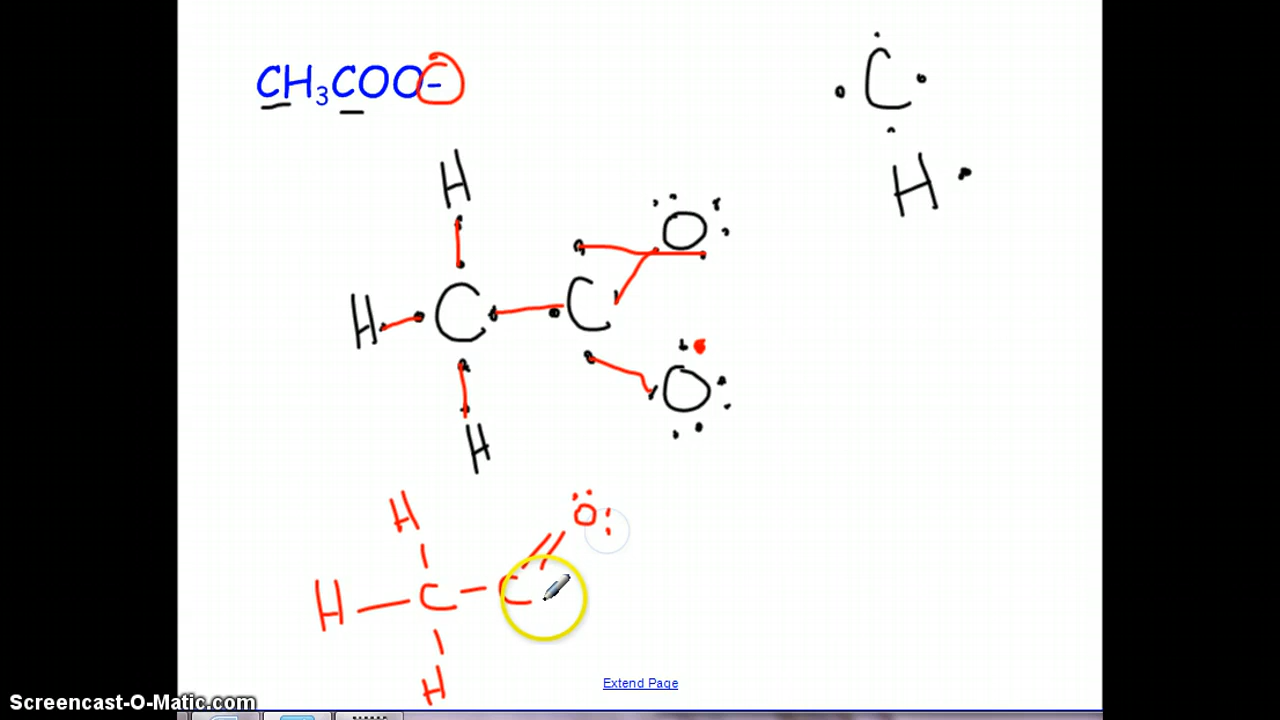 CH₃COO-
·C·
H·
H
O
H C C
O
H
H
O
H C C
H
Extend Page
Screencast-O-Matic.com